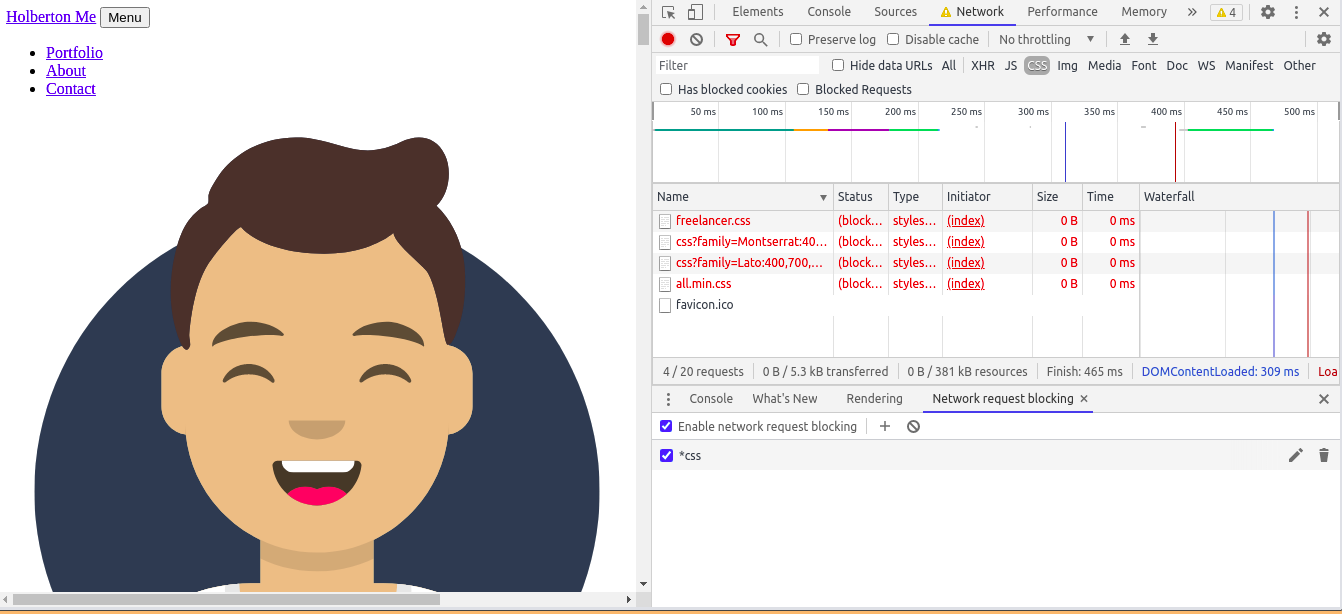 Holberton Me Menu
Portfolio
About
Contact
Elements Console Sources Network Performance Memory 4
Preserve log Disable cache No throttling
Filter Hide data URLs All XHR JS CSS Img Media Font Doc WS Manifest Other
Has blocked cookies Blocked Requests
50 ms 100 ms 150 ms 200 ms 250 ms 300 ms 350 ms 400 ms 450 ms 500 ms
Name Status Type Initiator Size Time Waterfall
freelancer.css (block... styles... (index) 0 B 0 ms
css?family=Montserrat:40... (block... styles... (index) 0 B 0 ms
css?family=Lato:400,700,... (block... styles... (index) 0 B 0 ms
all.min.css (block... styles... (index) 0 B 0 ms
favicon.ico
4 / 20 requests 0 B / 5.3 kB transferred 0 B / 381 kB resources Finish: 465 ms DOMContentLoaded: 309 ms Loa
Console What's New Rendering Network request blocking
Enable network request blocking
*css